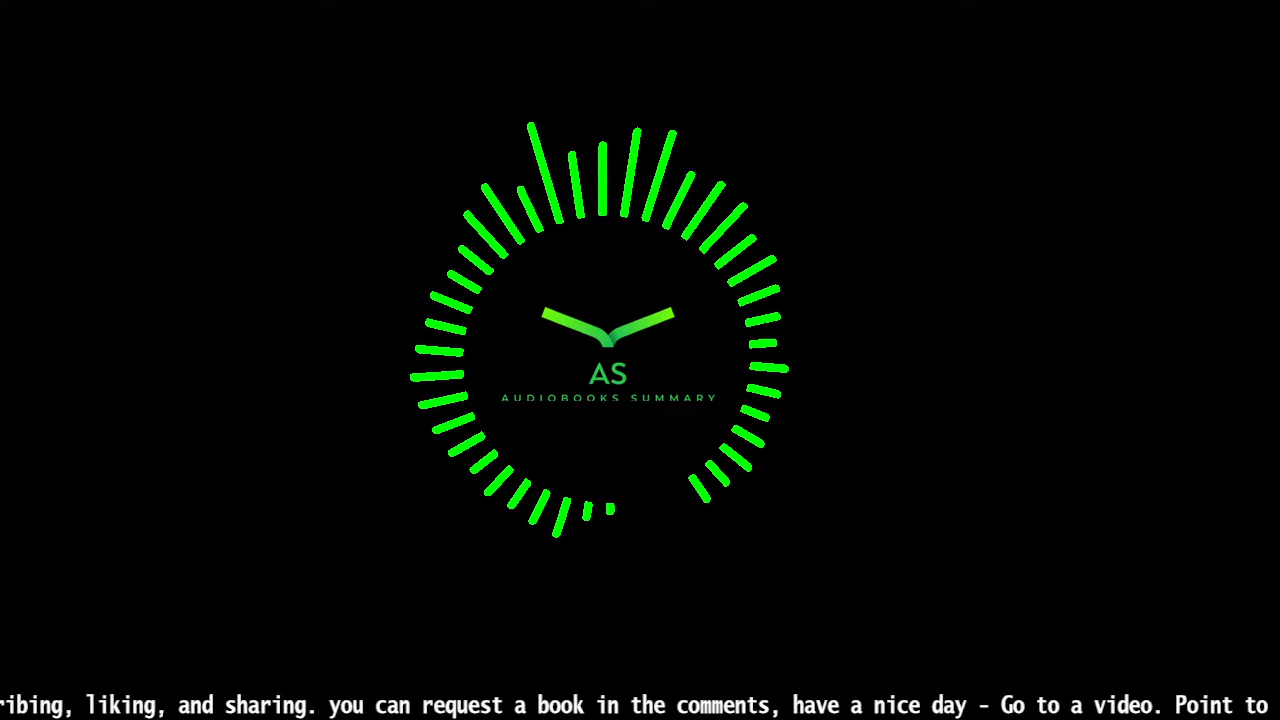 AS
AUDIOBOOKS SUMMARY
ribing, liking, and sharing. you can request a book in the comments, have a nice day - Go to a video. Point to